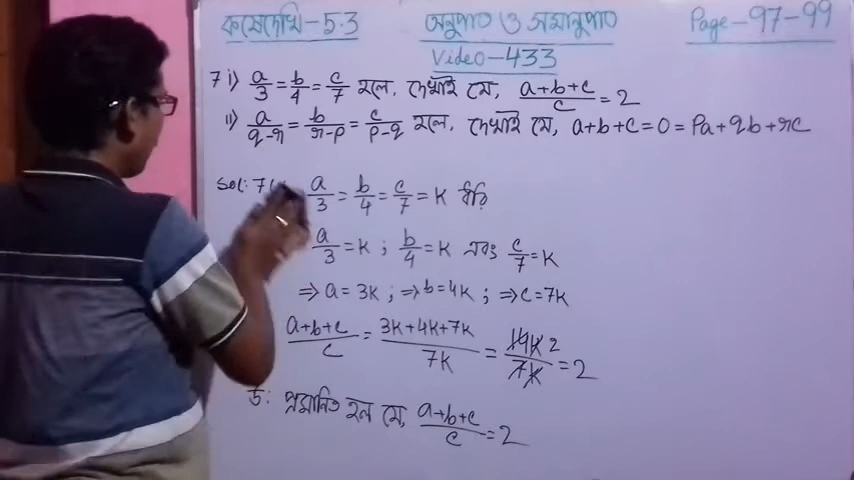 কষেদেখি-5.3 অনুপাত ও সমানুপাত Page-97-99
Video-433
7 i) a/3 = b/4 = c/7 হলে, দেখাই যে, (a+b+c)/c = 2
ii) a/(q-r) = b/(r-p) = c/(p-q) হলে, দেখাই যে, a+b+c=0=pa+qb+rc
Sol: 7(i) a/3 = b/4 = c/7 = K ধরি
a/3 = K ; b/4 = K এবং c/7 = K
⇒ a = 3K ; ⇒ b = 4K ; ⇒ c = 7K
(a+b+c)/c = (3K+4K+7K)/7K = 14K/7K 2 = 2
উ: প্রমানিত হল যে, (a+b+c)/c = 2